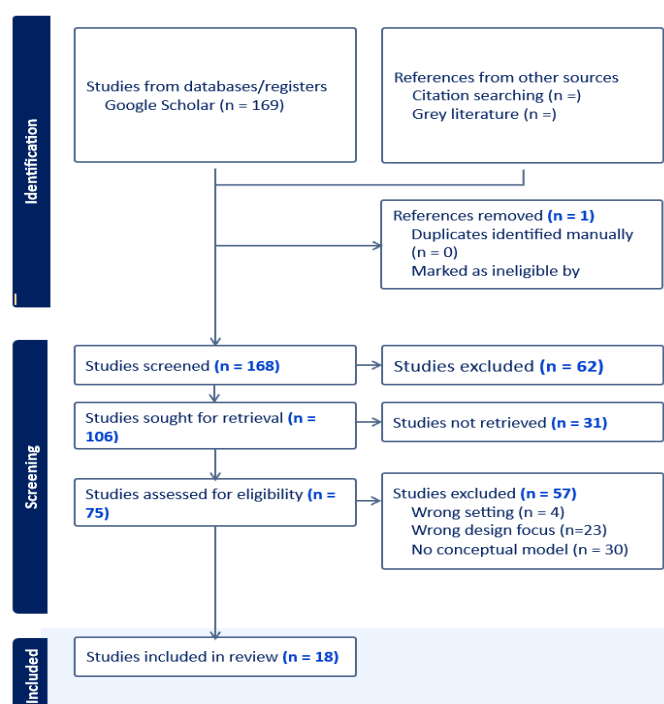 Identification
Studies from databases/registers
Google Scholar (n = 169)
References from other sources
Citation searching (n =)
Grey literature (n =)
References removed (n = 1)
Duplicates identified manually
(n = 0)
Marked as ineligible by
Screening
Studies screened (n = 168)
Studies excluded (n = 62)
Studies sought for retrieval (n =
106)
Studies not retrieved (n = 31)
Studies assessed for eligibility (n =
75)
Studies excluded (n = 57)
Wrong setting (n = 4)
Wrong design focus (n=23)
No conceptual model (n = 30)
Included
Studies included in review (n = 18)